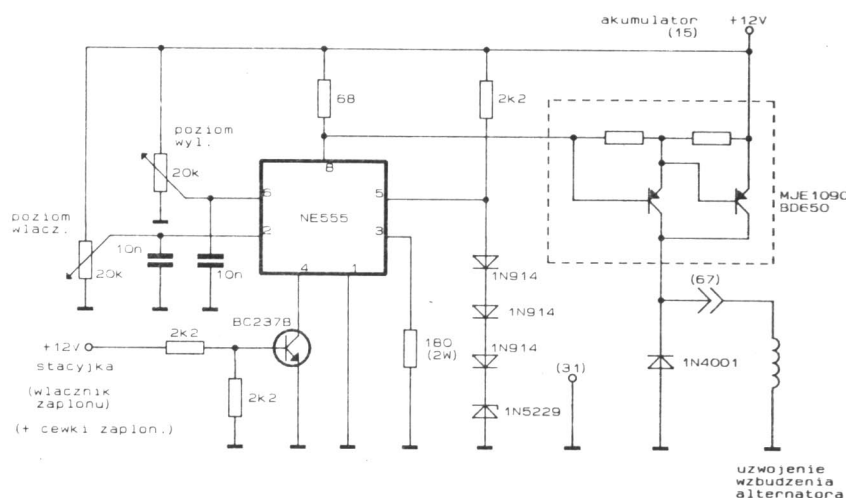 akumulator
(15)
+12V
68
2k2
poziom
wyl.
20k
8
6
5
NE555
2
3
4
1
MJE1090
BD650
poziom
wlacz.
20k
10n
10n
1N914
1N914
1N914
1N5229
(67)
BC237B
180
(2W)
(31)
1N4001
+12V
2k2
stacyjka
(wlacznik
zaplonu)
(+ cewki zaplon.)
2k2
uzwojenie
wzbudzenia
alternatora